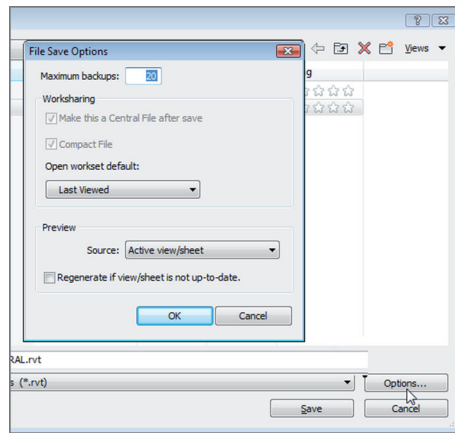 File Save Options
Views
Maximum backups: 20
g
Worksharing
Make this a Central File after save
Compact File
Open workset default:
Last Viewed
Preview
Source: Active view/sheet
Regenerate if view/sheet is not up-to-date.
OK Cancel
RAL.rvt
s (*.rvt) Options...
Save Cancel